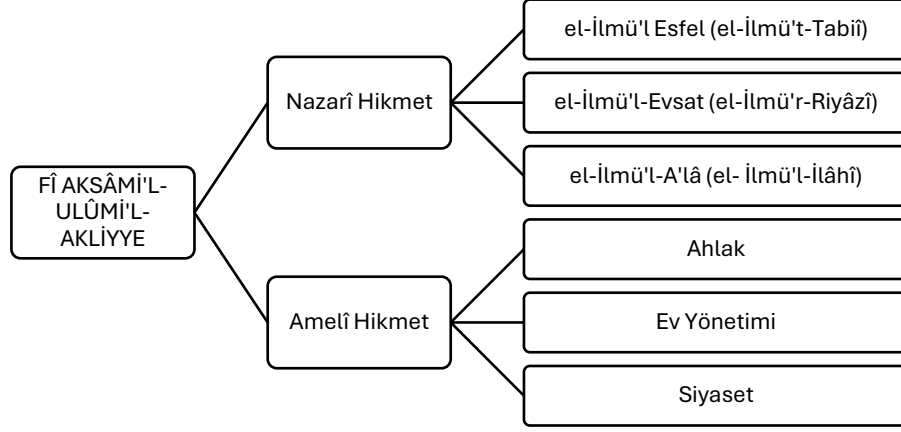 FÎ AKSÂMİ'L-
ULÛMİ'L-
AKLİYYE
Nazarî Hikmet
el-İlmü'l Esfel (el-İlmü't-Tabiî)
el-İlmü'l-Evsat (el-İlmü'r-Riyâzî)
el-İlmü'l-A'lâ (el- İlmü'l-İlâhî)
Amelî Hikmet
Ahlak
Ev Yönetimi
Siyaset